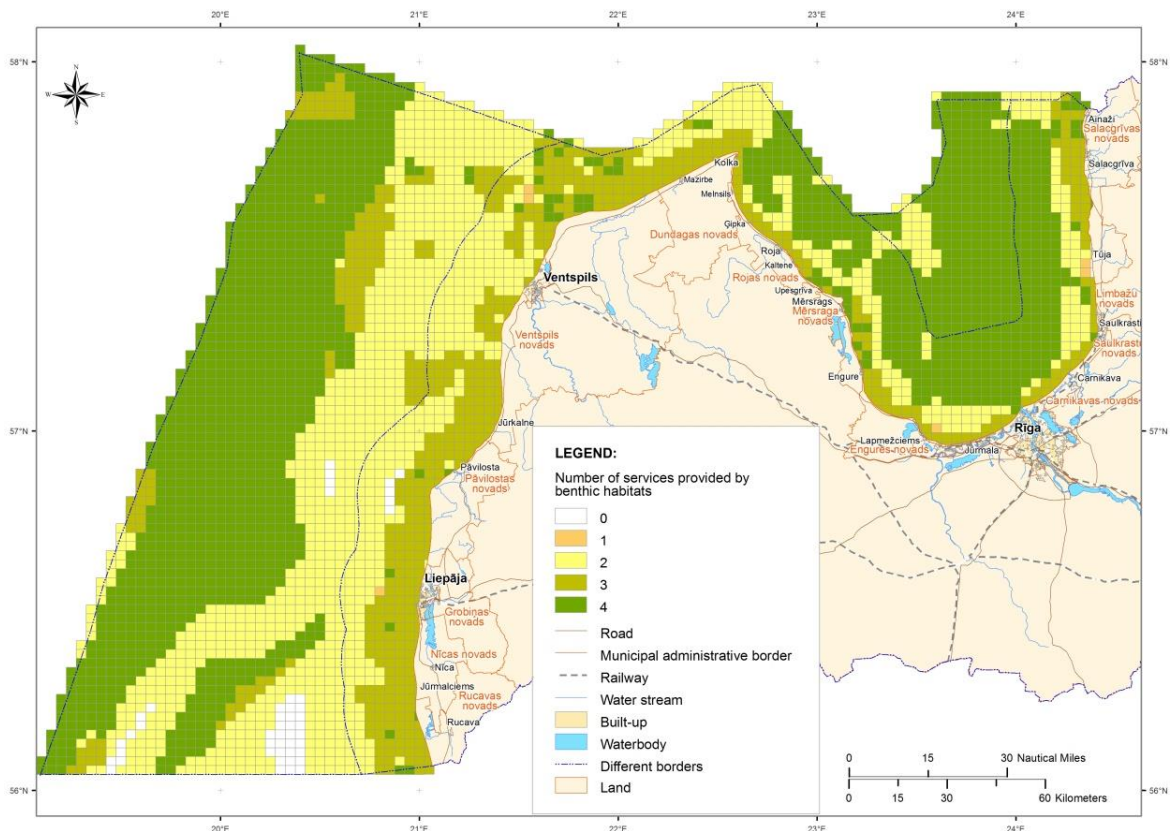 20°E 21°E 22°E 23°E 24°E
58°N 58°N
N
W E
S
Ainaži
Salacgrīvas
novads
Salacgrīva
Kolka
Mazirbe
Melnsils
Ģipka
Dundagas novads
Roja
Kaltene
Rojas novads
Upesgrīva
Mērsrags
Mērsraga
novads
Tūja
Limbažu
novads
Saulkrasti
Saulkrastu
novads
Ventspils
Ventspils
novads
Engure
Carnikava
Carnikavas novads
57°N 57°N
Jūrkalne
Lapmežciems
Engures novads
Jūrmala
Rīga
Pāvilosta
Pāvilostas
novads
Liepāja
Grobiņas
novads
Nīcas novads
Nīca
Jūrmalciems
Rucavas
novads
Rucava
LEGEND:
Number of services provided by
benthic habitats
0
1
2
3
4
Road
Municipal administrative border
Railway
Water stream
Built-up
Waterbody
Different borders
Land
0 15 30 Nautical Miles
0 15 30 60 Kilometers
56°N 56°N
20°E 21°E 22°E 23°E 24°E